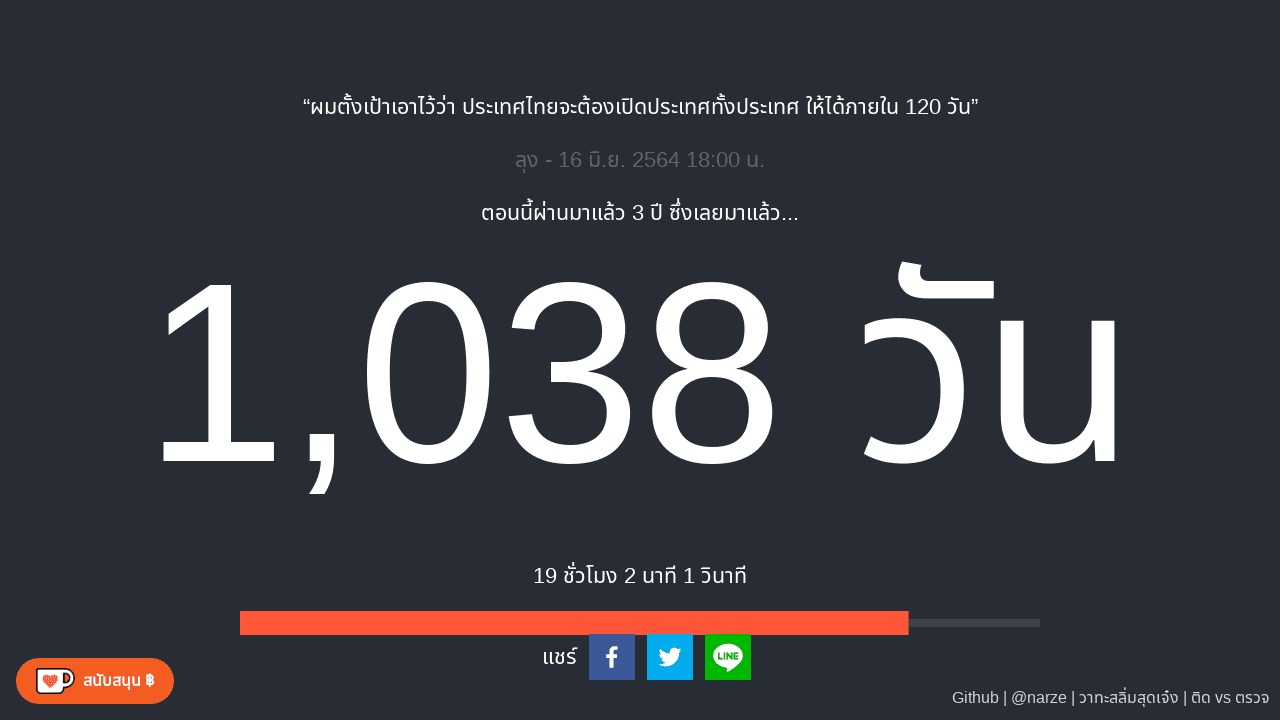 “ผมตั้งเป้าเอาไว้ว่า ประเทศไทยจะต้องเปิดประเทศทั้งประเทศ ให้ได้ภายใน 120 วัน”
ลุง - 16 มิ.ย. 2564 18:00 น.
ตอนนี้ผ่านมาแล้ว 3 ปี ซึ่งเลยมาแล้ว...
1,038 วัน
19 ชั่วโมง 2 นาที 1 วินาที
แชร์
LINE
สนับสนุน ฿
Github | @narze | วาทะสลิ่มสุดเจ๋ง | ติด vs ตรวจ